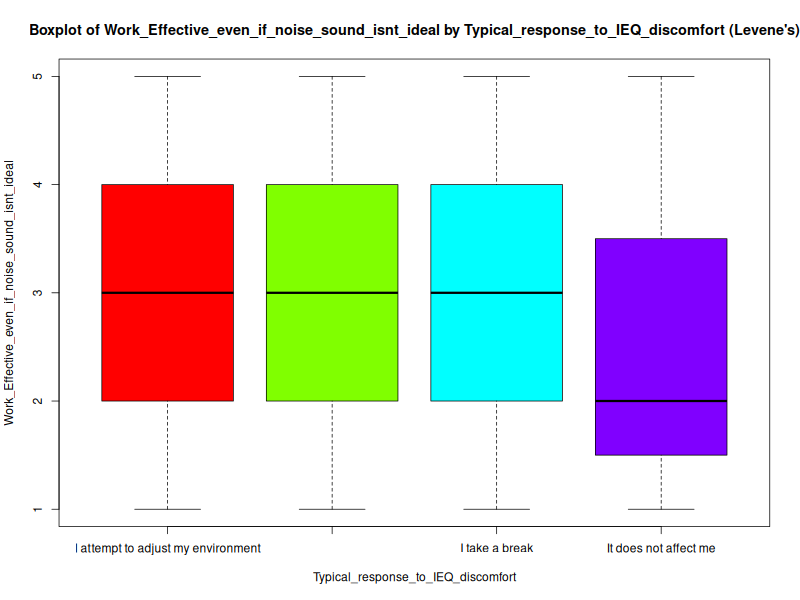 Boxplot of Work_Effective_even_if_noise_sound_isnt_ideal by Typical_response_to_IEQ_discomfort (Levene's)
Work_Effective_even_if_noise_sound_isnt_ideal
5
4
3
2
1
I attempt to adjust my environment
I take a break
It does not affect me
Typical_response_to_IEQ_discomfort